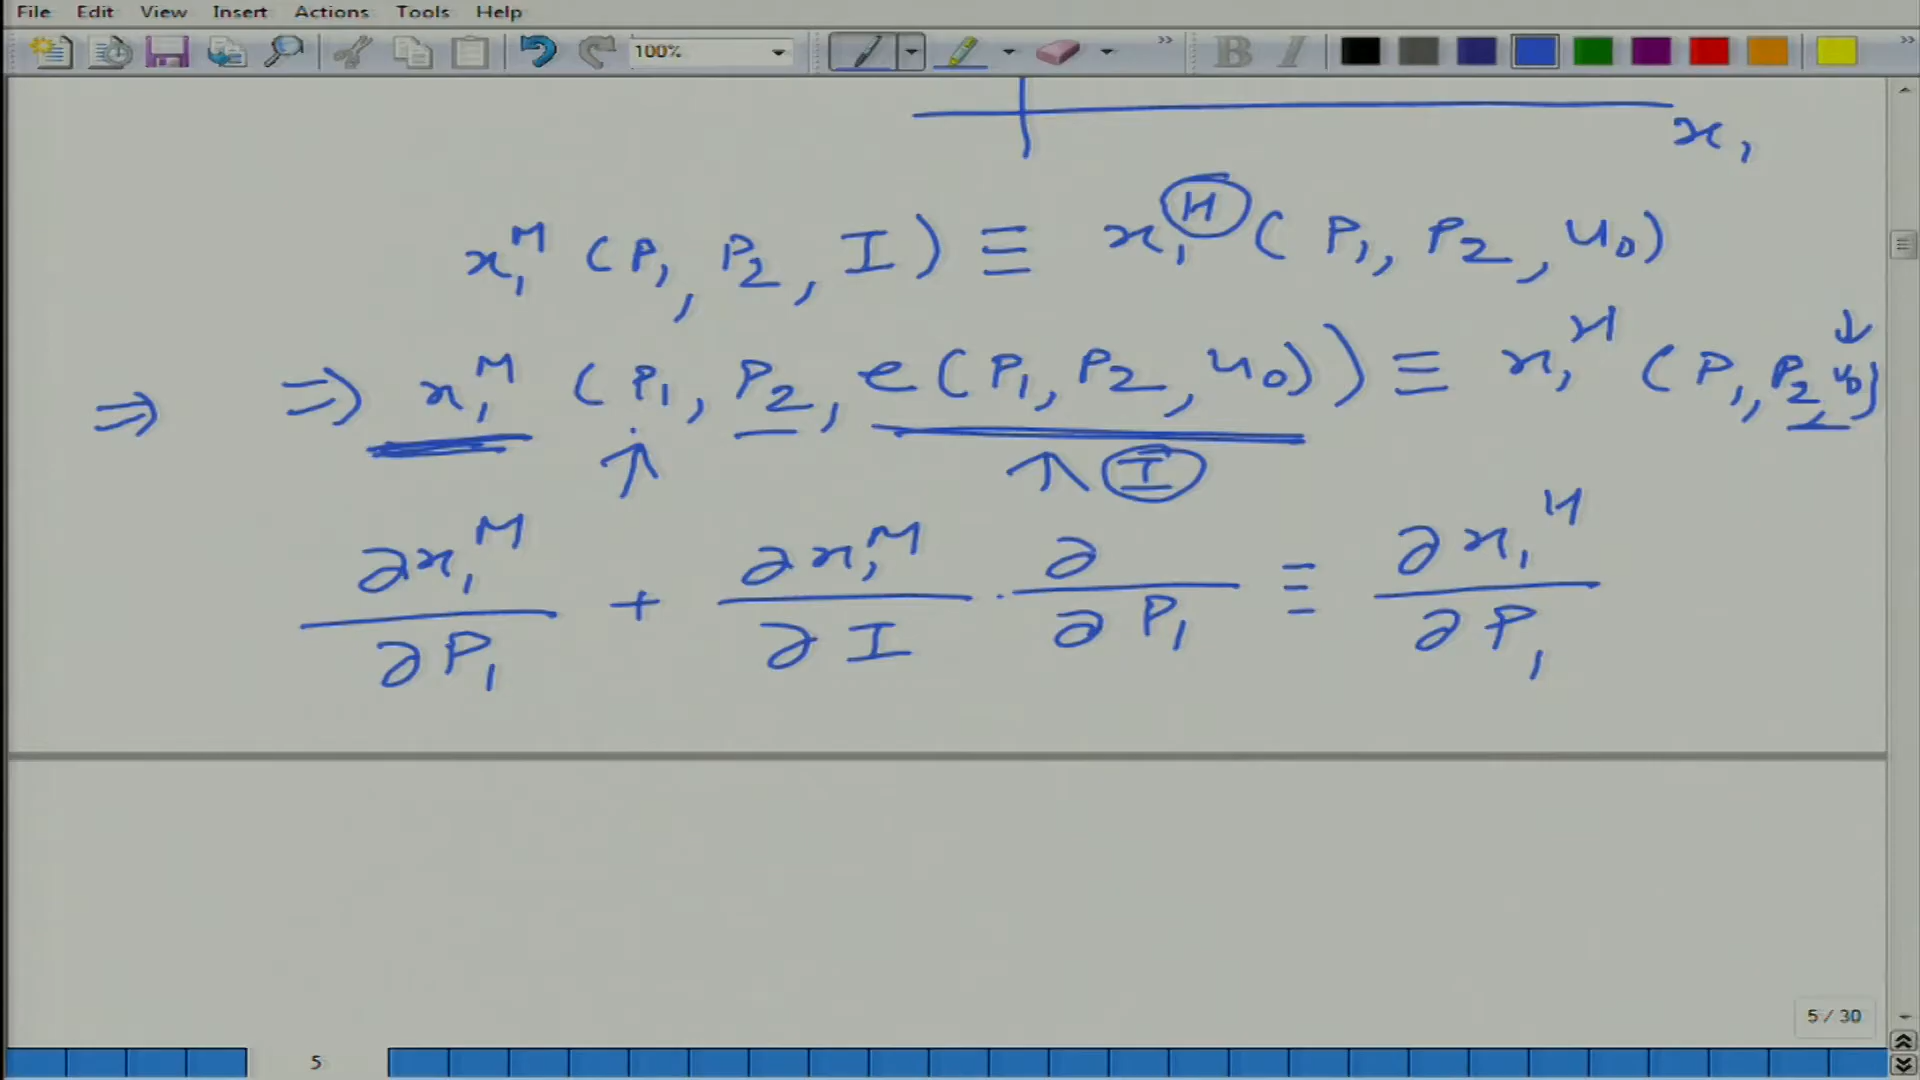 File Edit View Insert Actions Tools Help
100% B I
x₁
x₁ᴹ (P₁, P₂, I) ≡ x₁ᴴ (P₁, P₂, u₀)
⇒ ⇒ x₁ᴹ (P₁, P₂, e(P₁, P₂, u₀)) ≡ x₁ᴴ (P₁, P₂, u₀)
↑ ↑ I
∂x₁ᴹ/∂P₁ + ∂x₁ᴹ/∂I · ∂/∂P₁ ≡ ∂x₁ᴴ/∂P₁
5 / 30
5